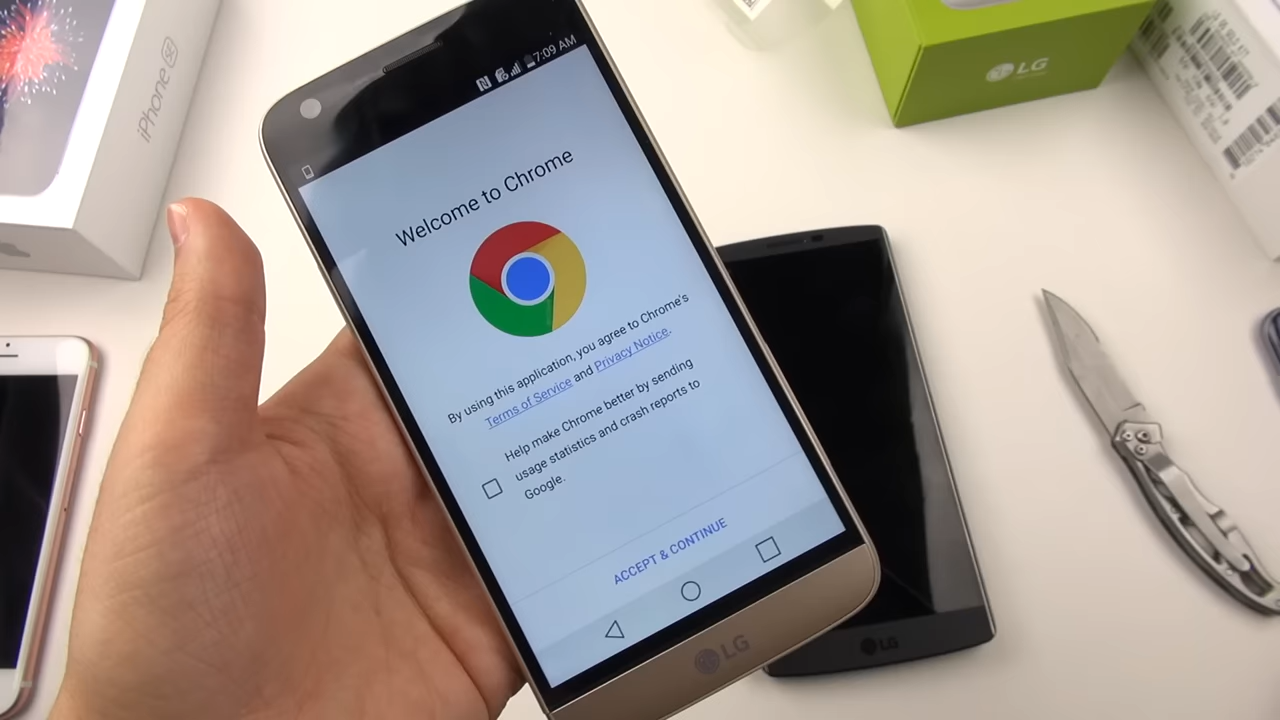 iPhone SE
7:09 AM
LG
Welcome to Chrome
By using this application, you agree to Chrome's
Terms of Service and Privacy Notice.
Help make Chrome better by sending
usage statistics and crash reports to
Google.
ACCEPT & CONTINUE
LG
LG